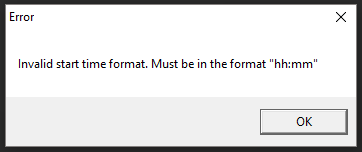 Error
Invalid start time format. Must be in the format "hh:mm"
OK